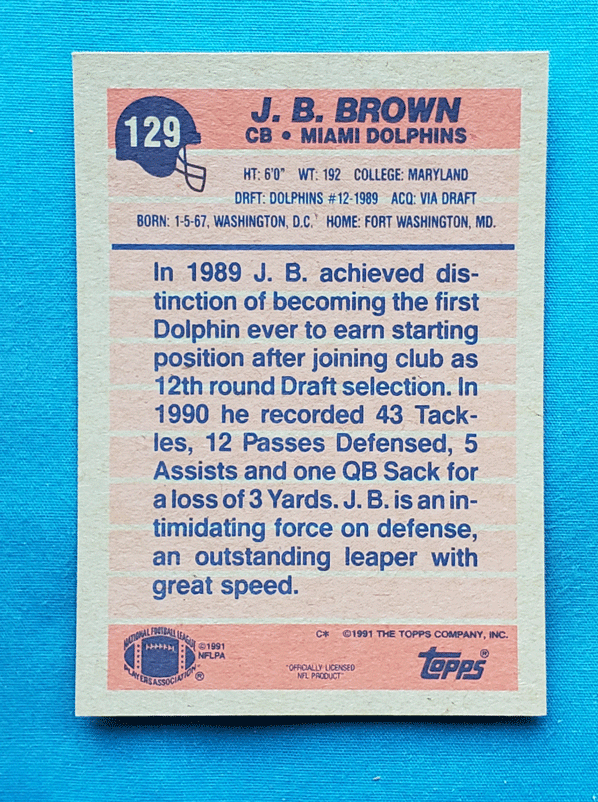 129
J. B. BROWN
CB • MIAMI DOLPHINS
HT: 6'0" WT: 192 COLLEGE: MARYLAND
DRFT: DOLPHINS #12-1989 ACQ: VIA DRAFT
BORN: 1-5-67, WASHINGTON, D.C. HOME: FORT WASHINGTON, MD.
In 1989 J. B. achieved dis-
tinction of becoming the first
Dolphin ever to earn starting
position after joining club as
12th round Draft selection. In
1990 he recorded 43 Tack-
les, 12 Passes Defensed, 5
Assists and one QB Sack for
a loss of 3 Yards. J. B. is an in-
timidating force on defense,
an outstanding leaper with
great speed.
NATIONAL FOOTBALL LEAGUE
PLAYERS ASSOCIATION ®
©1991
NFLPA
C* ©1991 THE TOPPS COMPANY, INC.
"OFFICIALLY LICENSED
NFL PRODUCT"
TOPPS®